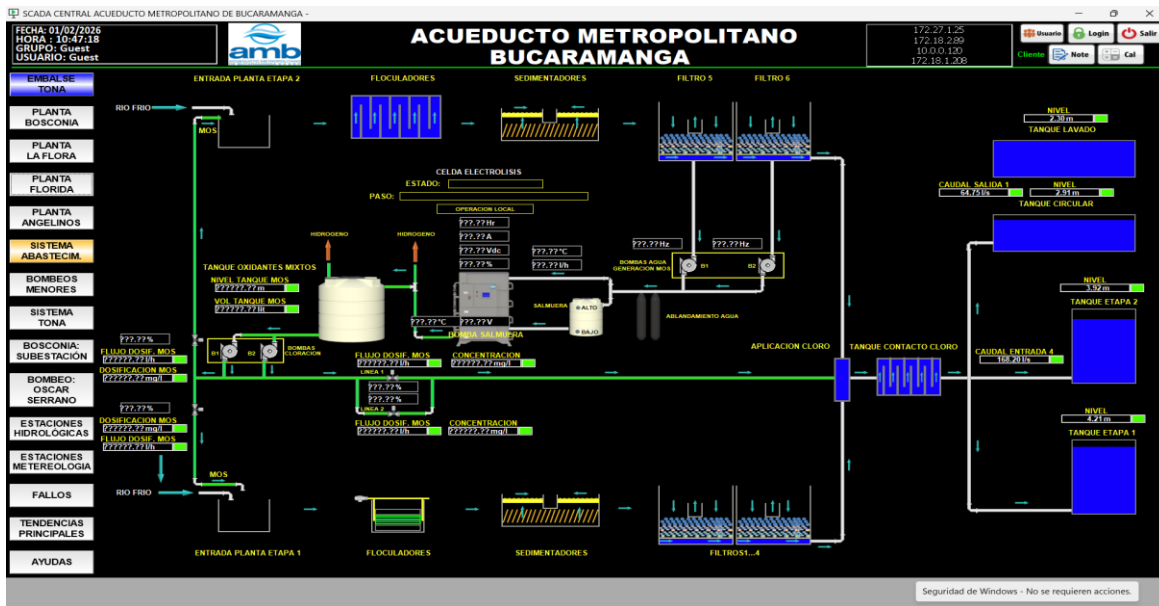 SCADA CENTRAL ACUEDUCTO METROPOLITANO DE BUCARAMANGA -
FECHA: 01/02/2026
HORA : 10:47:18
GRUPO: Guest
USUARIO: Guest
amb
ACUEDUCTO METROPOLITANO
BUCARAMANGA
172.27.1.25
172.18.2.89
10.0.0.120
172.18.1.208
Usuario
Login
Salir
Cliente
Note
Cal
EMBALSE
TONA
PLANTA
BOSCONIA
PLANTA
LA FLORA
PLANTA
FLORIDA
PLANTA
ANGELINOS
SISTEMA
ABASTECIM.
BOMBEOS
MENORES
SISTEMA
TONA
BOSCONIA:
SUBESTACIÓN
BOMBEO:
OSCAR
SERRANO
ESTACIONES
HIDROLÓGICAS
ESTACIONES
METEREOLOGIA
FALLOS
TENDENCIAS
PRINCIPALES
AYUDAS
ENTRADA PLANTA ETAPA 2
FLOCULADORES
SEDIMENTADORES
FILTRO 5
FILTRO 6
RIO FRIO
MOS
CELDA ELECTROLISIS
ESTADO:
PASO:
OPERACION LOCAL
???.??Hr
???.??A
???.??Vdc
???.??%
???.??°C
???.??l/h
???.??°C
???.??V
HIDROGENO
HIDROGENO
TANQUE OXIDANTES MIXTOS
NIVEL TANQUE MOS
??????.??m
VOL TANQUE MOS
??????.??lit
BOMBA SALMUERA
SALMUERA
ALTO
BAJO
???.??Hz
???.??Hz
BOMBAS AGUA
GENERACION MOS
B1
B2
ABLANDAMIENTO AGUA
B1
B2
BOMBAS
CLORACION
???.??%
FLUJO DOSIF. MOS
??????.??l/h
DOSIFICACION MOS
??????.??mg/l
FLUJO DOSIF. MOS
??????.??l/h
CONCENTRACION
??????.??mg/l
LINEA 1
???.??%
???.??%
LINEA 2
FLUJO DOSIF. MOS
??????.??l/h
CONCENTRACION
??????.??mg/l
???.??%
DOSIFICACION MOS
??????.??mg/l
FLUJO DOSIF. MOS
??????.??l/h
APLICACION CLORO
TANQUE CONTACTO CLORO
NIVEL
2.30 m
TANQUE LAVADO
CAUDAL SALIDA 1
64.75 l/s
NIVEL
2.91 m
TANQUE CIRCULAR
NIVEL
3.92 m
TANQUE ETAPA 2
CAUDAL ENTRADA 4
168.20 l/s
NIVEL
4.21 m
TANQUE ETAPA 1
MOS
RIO FRIO
ENTRADA PLANTA ETAPA 1
FLOCULADORES
SEDIMENTADORES
FILTROS1...4
Seguridad de Windows - No se requieren acciones.